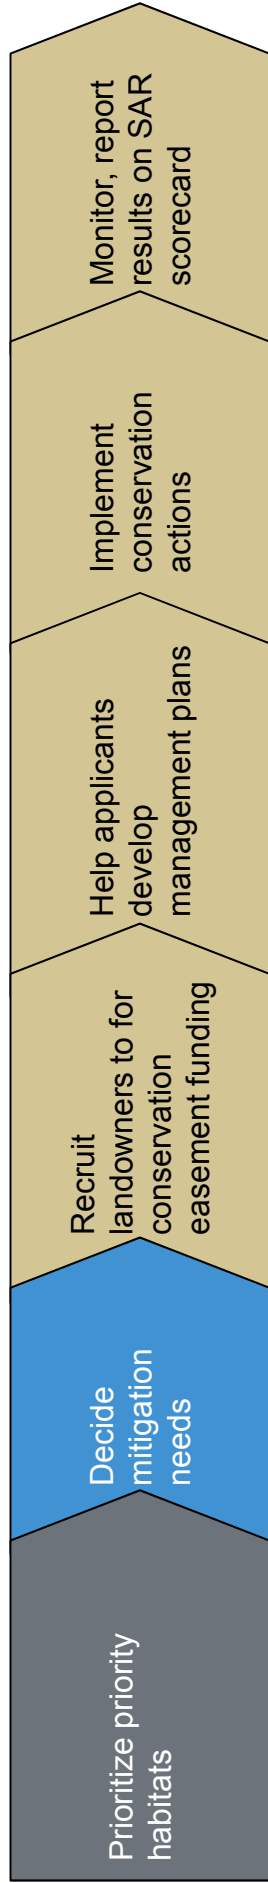 Prioritize priority
habitats
Decide
mitigation
needs
Recruit
landowners to for
conservation
easement funding
Help applicants
develop
management plans
Implement
conservation
actions
Monitor, report
results on SAR
scorecard